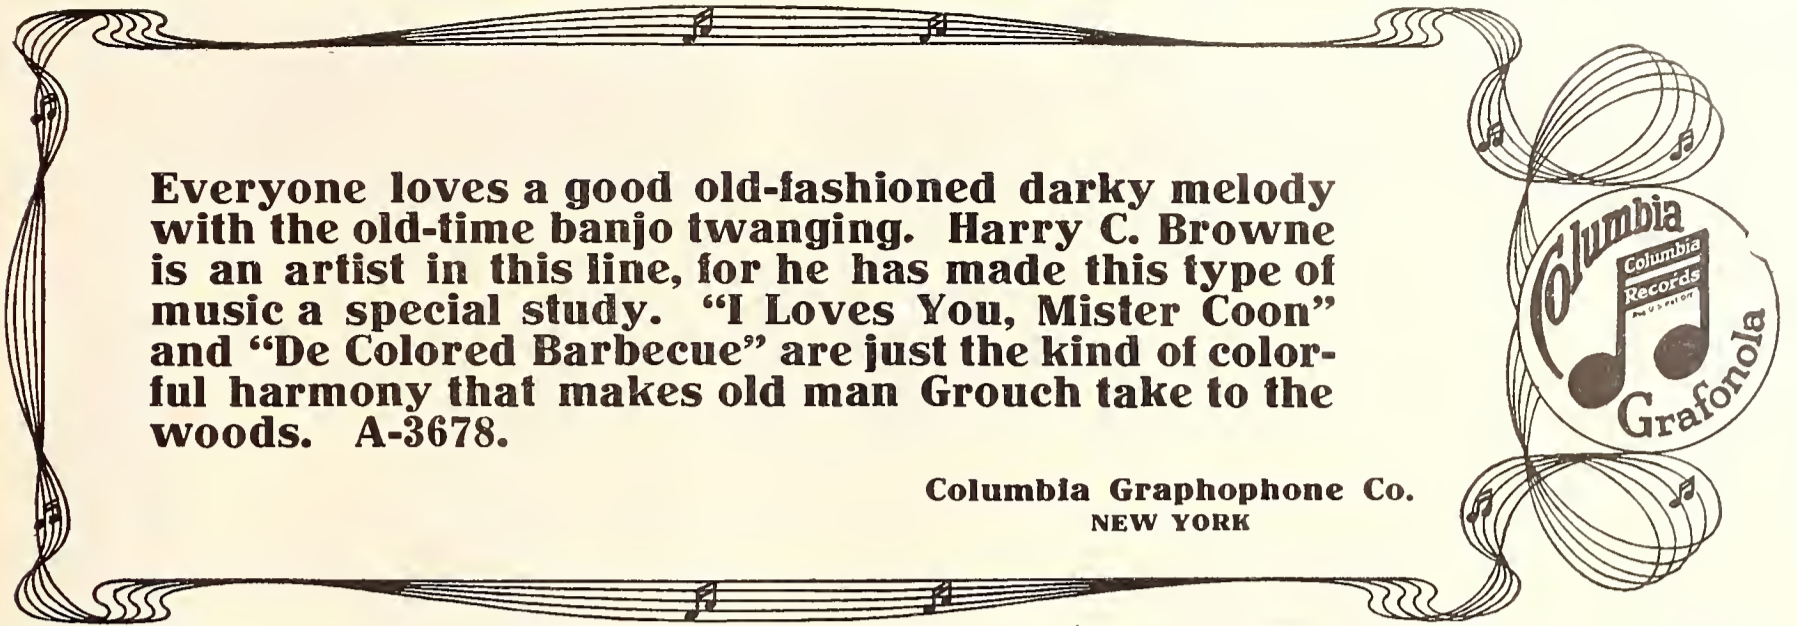 Everyone loves a good old-fashioned darky melody
with the old-time banjo twanging. Harry C. Browne
is an artist in this line, for he has made this type of
music a special study. “I Loves You, Mister Coon”
and “De Colored Barbecue” are just the kind of color-
ful harmony that makes old man Grouch take to the
woods. A-3678.
Columbia Graphophone Co.
NEW YORK
Columbia
Columbia
Records
Reg U S Pat Off
Grafonola